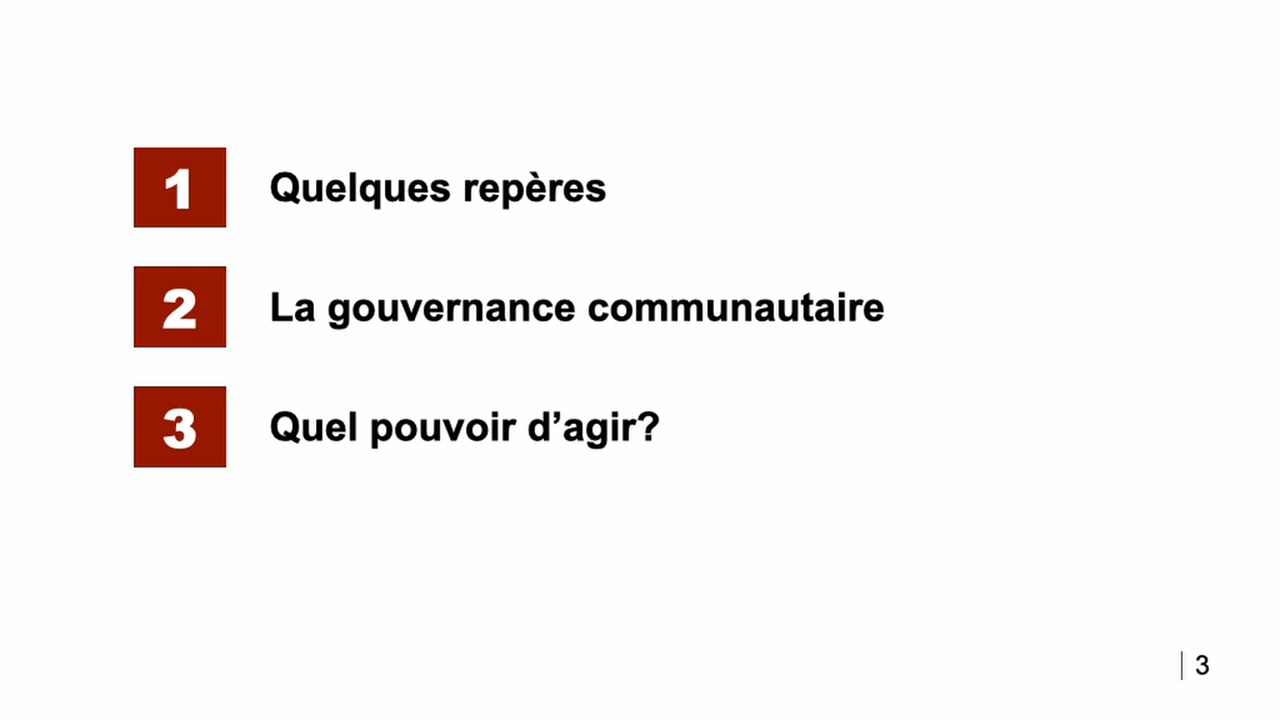 1 Quelques repères
2 La gouvernance communautaire
3 Quel pouvoir d’agir?
3